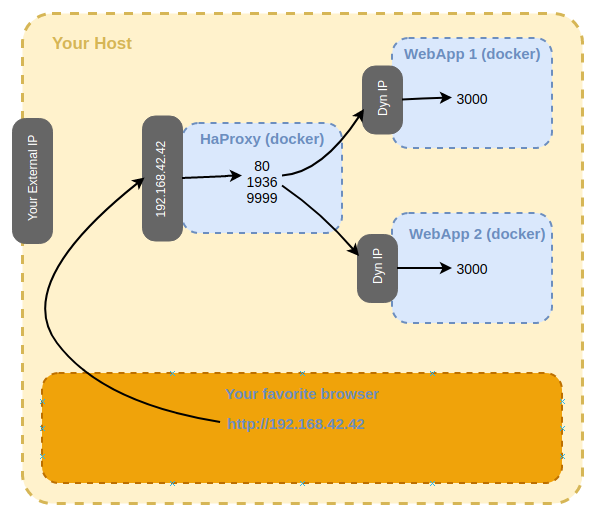 Your Host
WebApp 1 (docker)
Dyn IP
3000
Your External IP
192.168.42.42
HaProxy (docker)
80
1936
9999
WebApp 2 (docker)
Dyn IP
3000
Your favorite browser
http://192.168.42.42